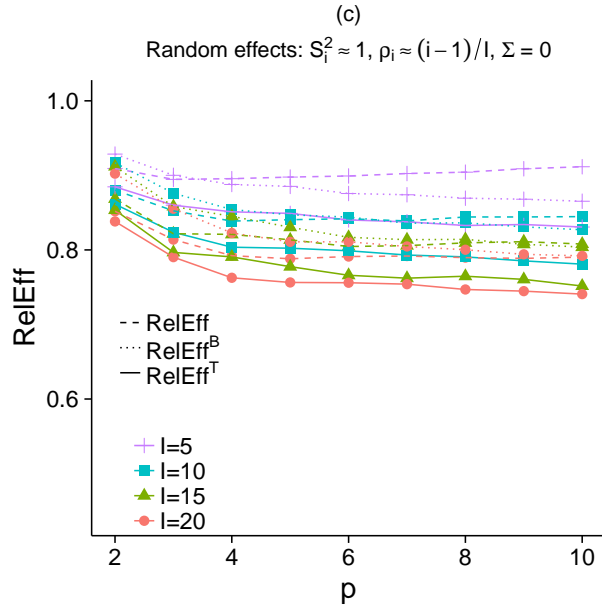 (c)
Random effects: S_i^2 ≈ 1, ρ_i ≈ (i − 1)/I, Σ = 0
1.0
0.8
0.6
RelEff
RelEff
RelEff^B
RelEff^T
I=5
I=10
I=15
I=20
2 4 6 8 10
p